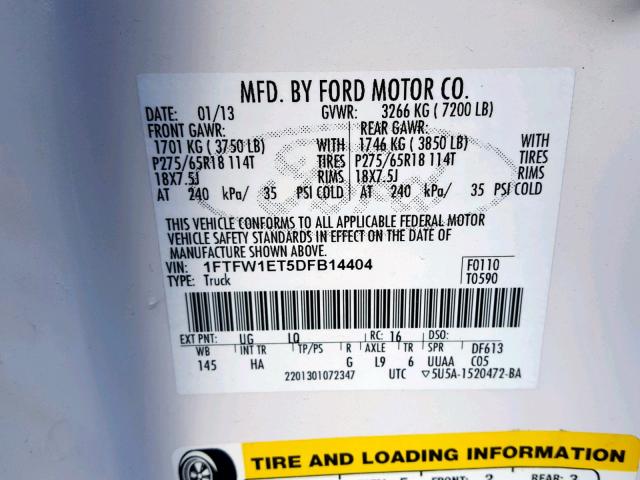 MFD. BY FORD MOTOR CO.
DATE: 01/13 GVWR: 3266 KG ( 7200 LB)
FRONT GAWR: REAR GAWR: WITH
1701 KG ( 3750 LB) 1746 KG ( 3850 LB) TIRES
P275/65R18 114T TIRES P275/65R18 114T RIMS
18X7.5J RIMS 18X7.5J
AT 240 kPa/ 35 PSI COLD AT 240 kPa/ 35 PSI COLD
THIS VEHICLE CONFORMS TO ALL APPLICABLE FEDERAL MOTOR
VEHICLE SAFETY STANDARDS IN EFFECT ON THE DATE OF
MANUFACTURE SHOWN ABOVE.
VIN: 1FTFW1ET5DFB14404 F0110
TYPE: Truck T0590
EXT PNT: UG LQ RC: 16 DSO:
WB INT TR TP/PS R AXLE TR SPR DF613
145 HA G L9 6 UUAA C05
2201301072347 UTC ▽5U5A-1520472-BA
TIRE AND LOADING INFORMATION